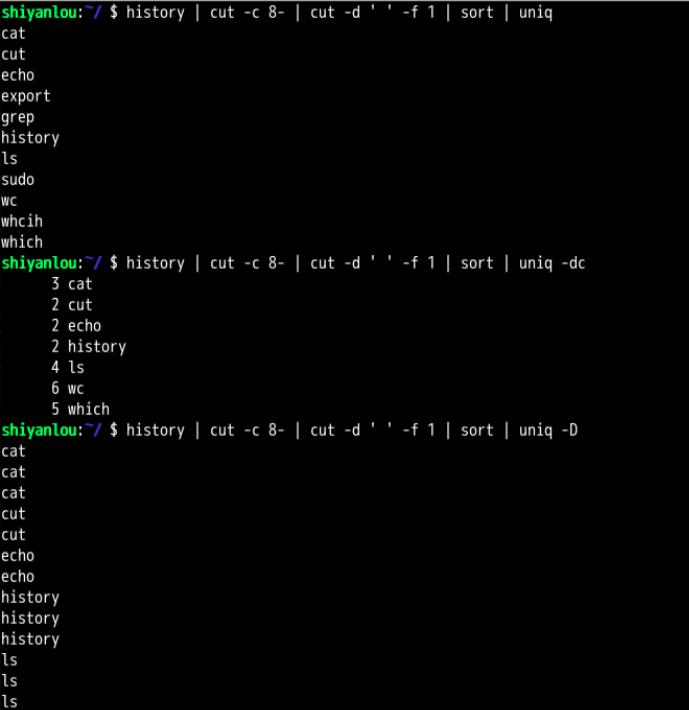 shiyanlou:~/ $ history | cut -c 8- | cut -d ' ' -f 1 | sort | uniq
cat
cut
echo
export
grep
history
ls
sudo
wc
whcih
which
shiyanlou:~/ $ history | cut -c 8- | cut -d ' ' -f 1 | sort | uniq -dc
      3 cat
      2 cut
      2 echo
      2 history
      4 ls
      6 wc
      5 which
shiyanlou:~/ $ history | cut -c 8- | cut -d ' ' -f 1 | sort | uniq -D
cat
cat
cat
cut
cut
echo
echo
history
history
history
ls
ls
ls